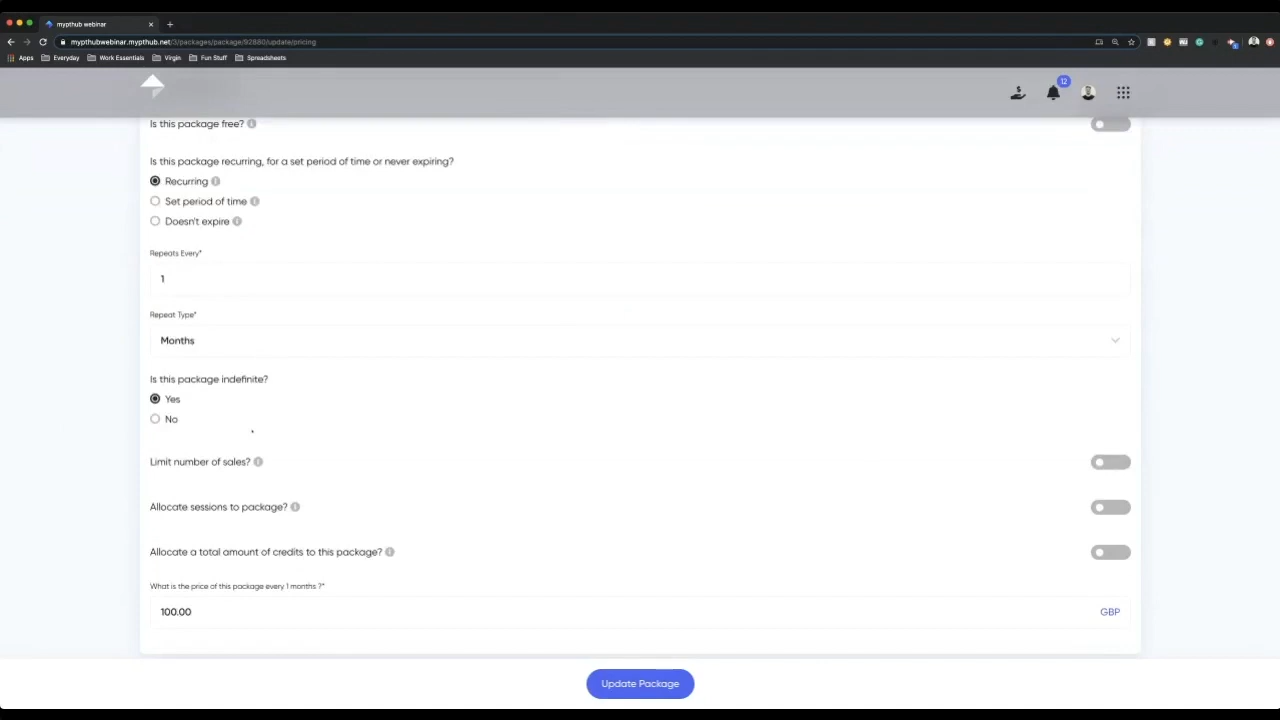 mypthub webinar
mypthubwebinar.mypthub.net/3/packages/package/92880/update/pricing
Apps Everyday Work Essentials Virgin Fun Stuff Spreadsheets
12
Is this package free?
Is this package recurring, for a set period of time or never expiring?
Recurring
Set period of time
Doesn't expire
Repeats Every*
1
Repeat Type*
Months
Is this package indefinite?
Yes
No
Limit number of sales?
Allocate sessions to package?
Allocate a total amount of credits to this package?
What is the price of this package every 1 months ?*
100.00 GBP
Update Package